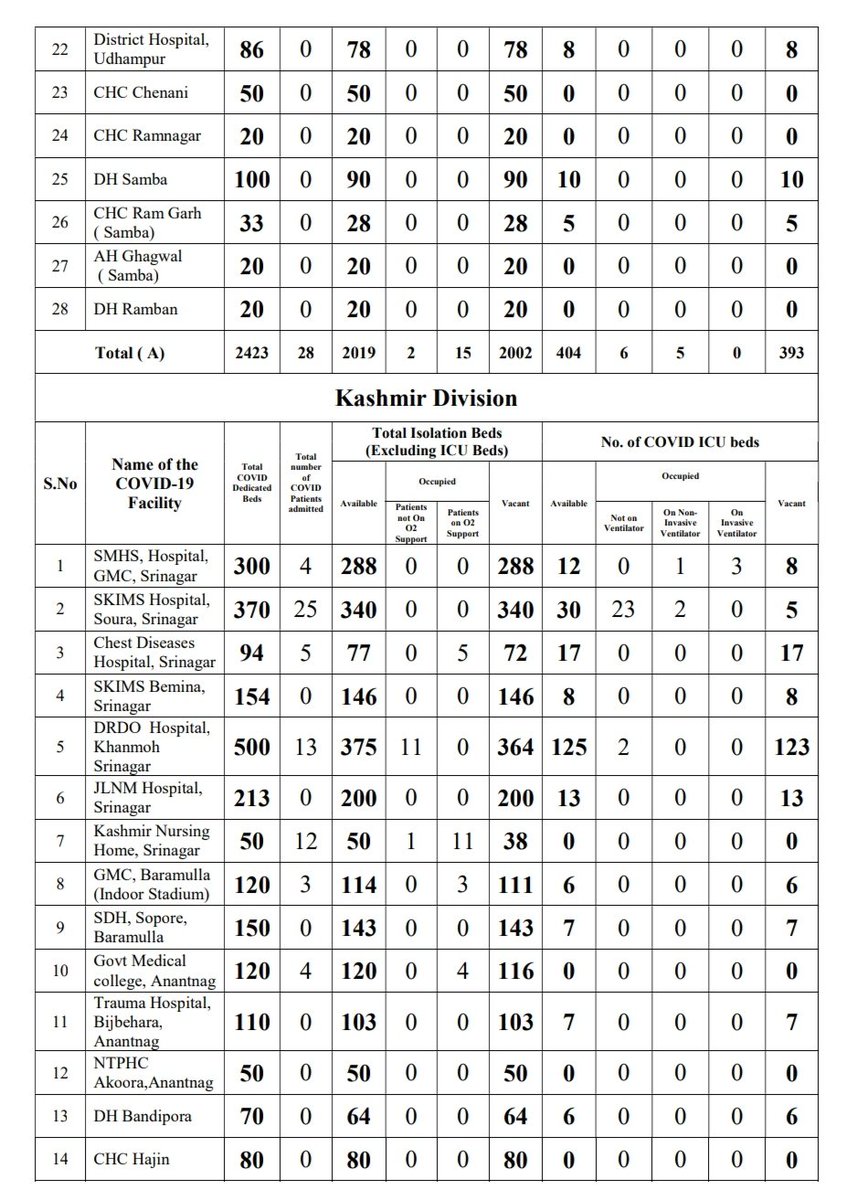 22 District Hospital, Udhampur 86 0 78 0 0 78 8 0 0 0 8
23 CHC Chenani 50 0 50 0 0 50 0 0 0 0 0
24 CHC Ramnagar 20 0 20 0 0 20 0 0 0 0 0
25 DH Samba 100 0 90 0 0 90 10 0 0 0 10
26 CHC Ram Garh ( Samba) 33 0 28 0 0 28 5 0 0 0 5
27 AH Ghagwal ( Samba) 20 0 20 0 0 20 0 0 0 0 0
28 DH Ramban 20 0 20 0 0 20 0 0 0 0 0
Total ( A) 2423 28 2019 2 15 2002 404 6 5 0 393
Kashmir Division
S.No
Name of the COVID-19 Facility
Total COVID Dedicated Beds
Total number of COVID Patients admitted
Total Isolation Beds (Excluding ICU Beds)
Available
Occupied
Patients not On O2 Support
Patients on O2 Support
Vacant
No. of COVID ICU beds
Available
Occupied
Not on Ventilator
On Non-Invasive Ventilator
On Invasive Ventilator
Vacant
1 SMHS, Hospital, GMC, Srinagar 300 4 288 0 0 288 12 0 1 3 8
2 SKIMS Hospital, Soura, Srinagar 370 25 340 0 0 340 30 23 2 0 5
3 Chest Diseases Hospital, Srinagar 94 5 77 0 5 72 17 0 0 0 17
4 SKIMS Bemina, Srinagar 154 0 146 0 0 146 8 0 0 0 8
5 DRDO Hospital, Khanmoh Srinagar 500 13 375 11 0 364 125 2 0 0 123
6 JLNM Hospital, Srinagar 213 0 200 0 0 200 13 0 0 0 13
7 Kashmir Nursing Home, Srinagar 50 12 50 1 11 38 0 0 0 0 0
8 GMC, Baramulla (Indoor Stadium) 120 3 114 0 3 111 6 0 0 0 6
9 SDH, Sopore, Baramulla 150 0 143 0 0 143 7 0 0 0 7
10 Govt Medical college, Anantnag 120 4 120 0 4 116 0 0 0 0 0
11 Trauma Hospital, Bijbehara, Anantnag 110 0 103 0 0 103 7 0 0 0 7
12 NTPHC Akoora,Anantnag 50 0 50 0 0 50 0 0 0 0 0
13 DH Bandipora 70 0 64 0 0 64 6 0 0 0 6
14 CHC Hajin 80 0 80 0 0 80 0 0 0 0 0